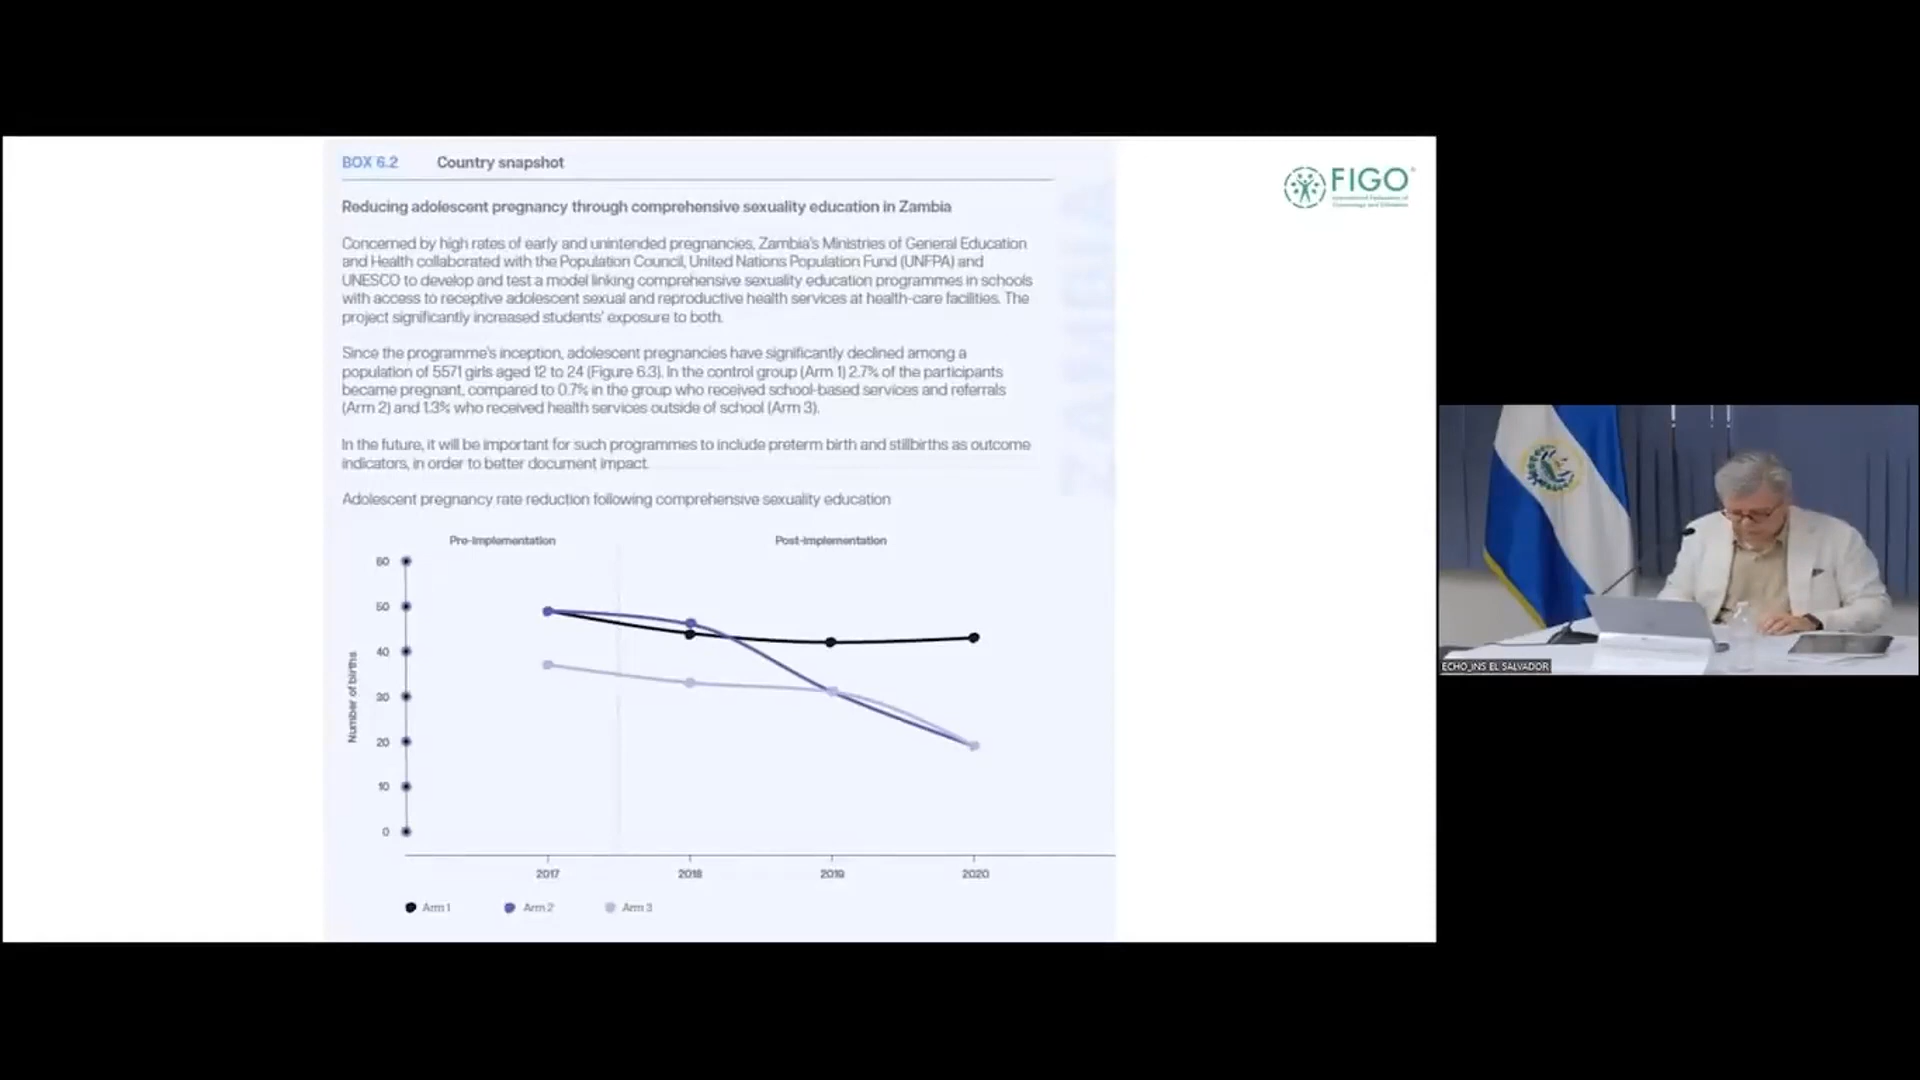 BOX 6.2 Country snapshot
FIGO
Reducing adolescent pregnancy through comprehensive sexuality education in Zambia
Concerned by high rates of early and unintended pregnancies, Zambia's Ministries of General Education
and Health collaborated with the Population Council, United Nations Population Fund (UNFPA) and
UNESCO to develop and test a model linking comprehensive sexuality education programmes in schools
with access to receptive adolescent sexual and reproductive health services at health-care facilities. The
project significantly increased students' exposure to both.
Since the programme's inception, adolescent pregnancies have significantly declined among a
population of 5571 girls aged 12 to 24 (Figure 6.3). In the control group (Arm 1) 2.7% of the participants
became pregnant, compared to 0.7% in the group who received school-based services and referrals
(Arm 2) and 1.3% who received health services outside of school (Arm 3).
In the future, it will be important for such programmes to include preterm birth and stillbirths as outcome
indicators, in order to better document impact.
Adolescent pregnancy rate reduction following comprehensive sexuality education
Pre-implementation Post-implementation
60
50
40
30
20
10
0
Number of births
2017 2018 2019 2020
Arm 1 Arm 2 Arm 3
ZAMBIA
ECHO_INS EL SALVADOR